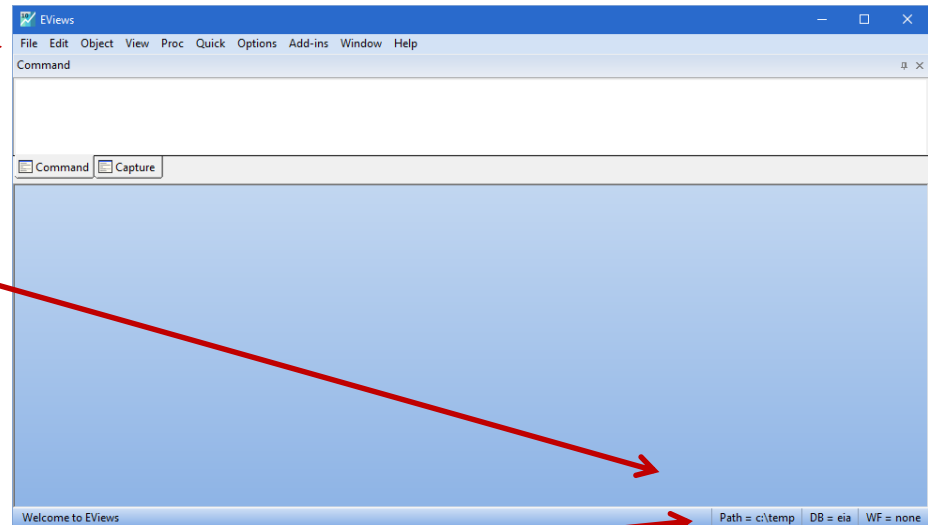 EViews
File Edit Object View Proc Quick Options Add-ins Window Help
Command
Command Capture
Welcome to EViews Path = c:\temp DB = eia WF = none